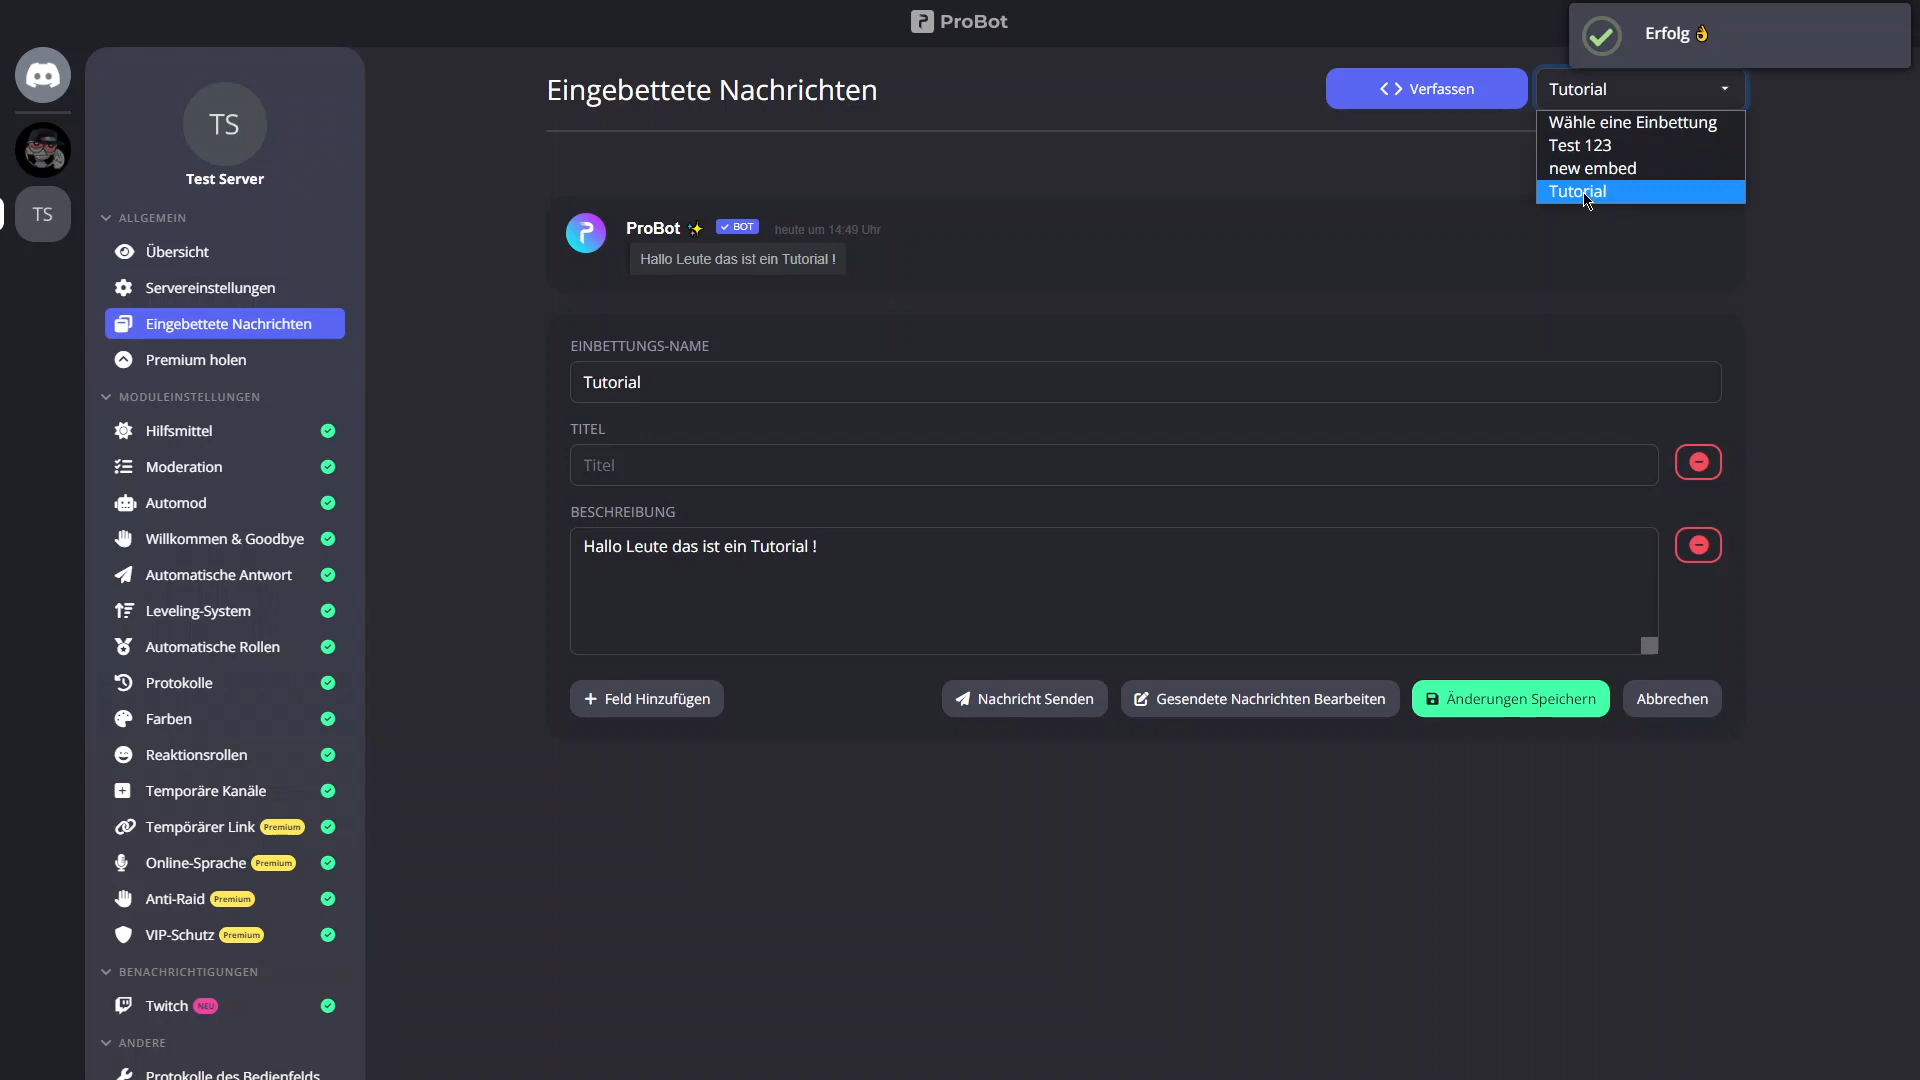 ProBot
Erfolg 👌
TS
Test Server
TS
ALLGEMEIN
Übersicht
Servereinstellungen
Eingebettete Nachrichten
Premium holen
MODULEINSTELLUNGEN
Hilfsmittel
Moderation
Automod
Willkommen & Goodbye
Automatische Antwort
Leveling-System
Automatische Rollen
Protokolle
Farben
Reaktionsrollen
Temporäre Kanäle
Tempörärer Link Premium
Online-Sprache Premium
Anti-Raid Premium
VIP-Schutz Premium
BENACHRICHTIGUNGEN
Twitch NEU
ANDERE
Protokolle des Bedienfelds
Eingebettete Nachrichten
Verfassen
Tutorial
Wähle eine Einbettung
Test 123
new embed
Tutorial
ProBot ✨ BOT heute um 14:49 Uhr
Hallo Leute das ist ein Tutorial !
EINBETTUNGS-NAME
Tutorial
TITEL
Titel
BESCHREIBUNG
Hallo Leute das ist ein Tutorial !
Feld Hinzufügen
Nachricht Senden
Gesendete Nachrichten Bearbeiten
Änderungen Speichern
Abbrechen